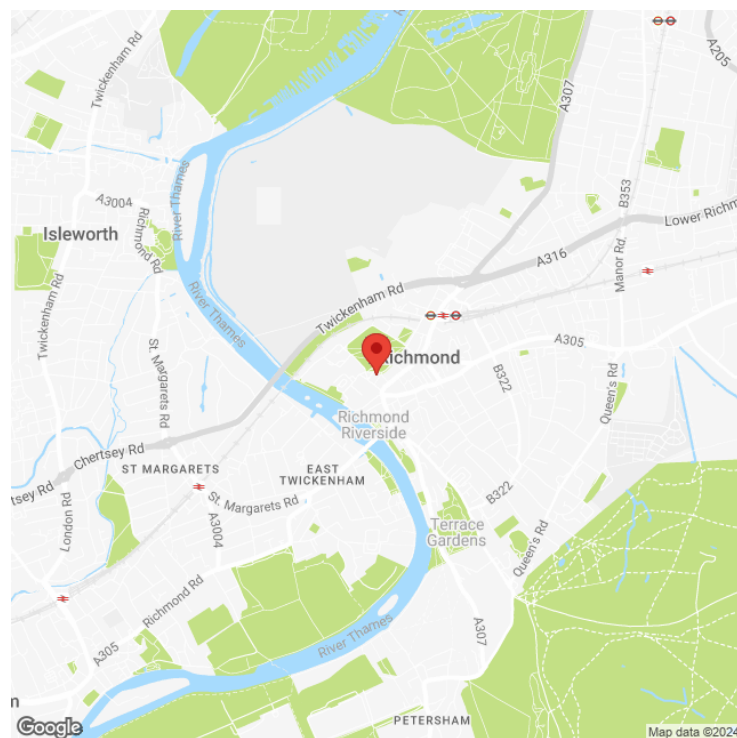 A205
A307
Twickenham Rd
A3004
River Thames
Richmond Rd
B353
Lower Richm
Isleworth
A316
Manor Rd.
Twickenham Rd
Twickenham Rd
River Thames
St. Margarets Rd
Richmond
A305
B322
Queen's Rd
Richmond
Riverside
Chertsey Rd
ST MARGARETS
EAST
TWICKENHAM
tsey Rd
St. Margarets Rd
B322
London Rd
A3004
Terrace
Gardens
Queen's Rd
Richmond Rd
River Thames
A307
A305
m
PETERSHAM
Google
Map data ©2024